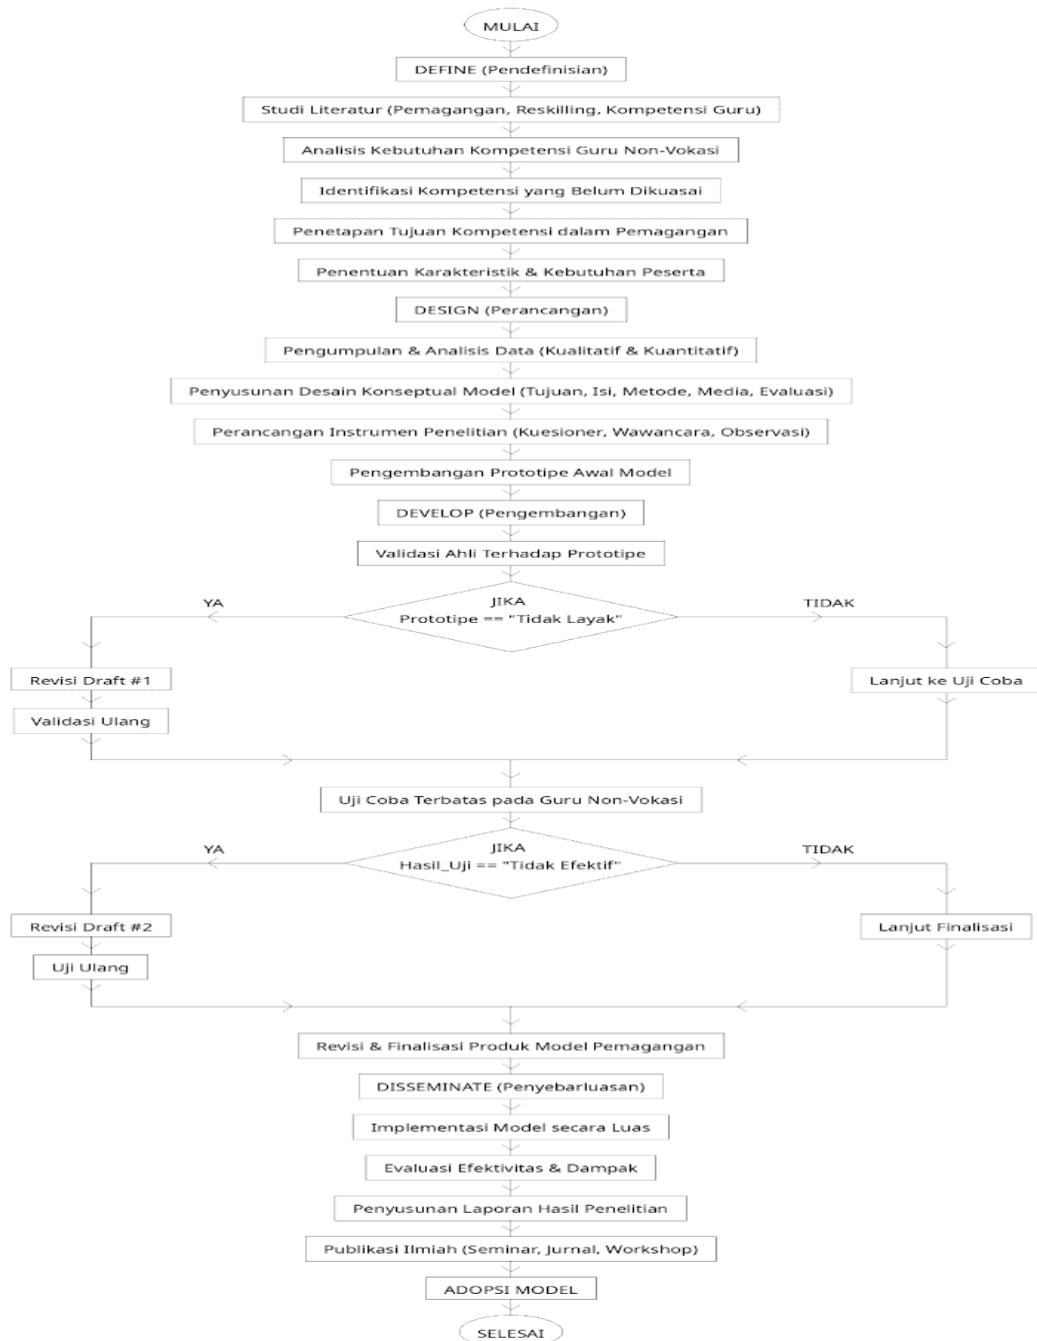 MULAI
DEFINE (Pendefinisian)
Studi Literatur (Pemagangan, Reskilling, Kompetensi Guru)
Analisis Kebutuhan Kompetensi Guru Non-Vokasi
Identifikasi Kompetensi yang Belum Dikuasai
Penetapan Tujuan Kompetensi dalam Pemagangan
Penentuan Karakteristik & Kebutuhan Peserta
DESIGN (Perancangan)
Pengumpulan & Analisis Data (Kualitatif & Kuantitatif)
Penyusunan Desain Konseptual Model (Tujuan, Isi, Metode, Media, Evaluasi)
Perancangan Instrumen Penelitian (Kuesioner, Wawancara, Observasi)
Pengembangan Prototipe Awal Model
DEVELOP (Pengembangan)
Validasi Ahli Terhadap Prototipe
JIKA
Prototipe == "Tidak Layak"
YA
TIDAK
Revisi Draft #1
Validasi Ulang
Lanjut ke Uji Coba
Uji Coba Terbatas pada Guru Non-Vokasi
JIKA
Hasil_Uji == "Tidak Efektif"
YA
TIDAK
Revisi Draft #2
Uji Ulang
Lanjut Finalisasi
Revisi & Finalisasi Produk Model Pemagangan
DISSEMINATE (Penyebarluasan)
Implementasi Model secara Luas
Evaluasi Efektivitas & Dampak
Penyusunan Laporan Hasil Penelitian
Publikasi Ilmiah (Seminar, Jurnal, Workshop)
ADOPSI MODEL
SELESAI